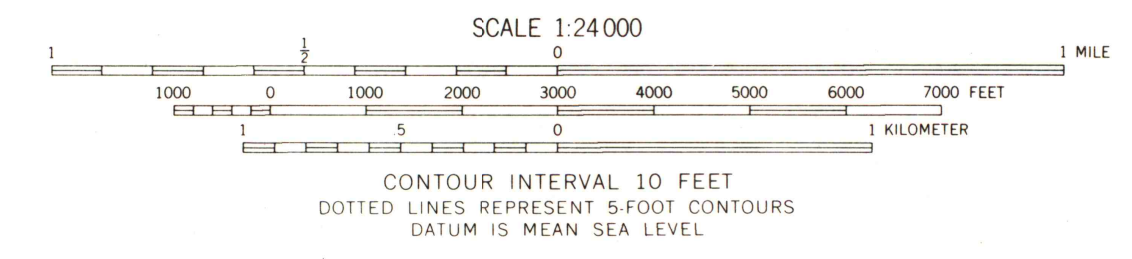 SCALE 1:24 000
1 ½ 0 1 MILE
1000 0 1000 2000 3000 4000 5000 6000 7000 FEET
1 .5 0 1 KILOMETER
CONTOUR INTERVAL 10 FEET
DOTTED LINES REPRESENT 5-FOOT CONTOURS
DATUM IS MEAN SEA LEVEL